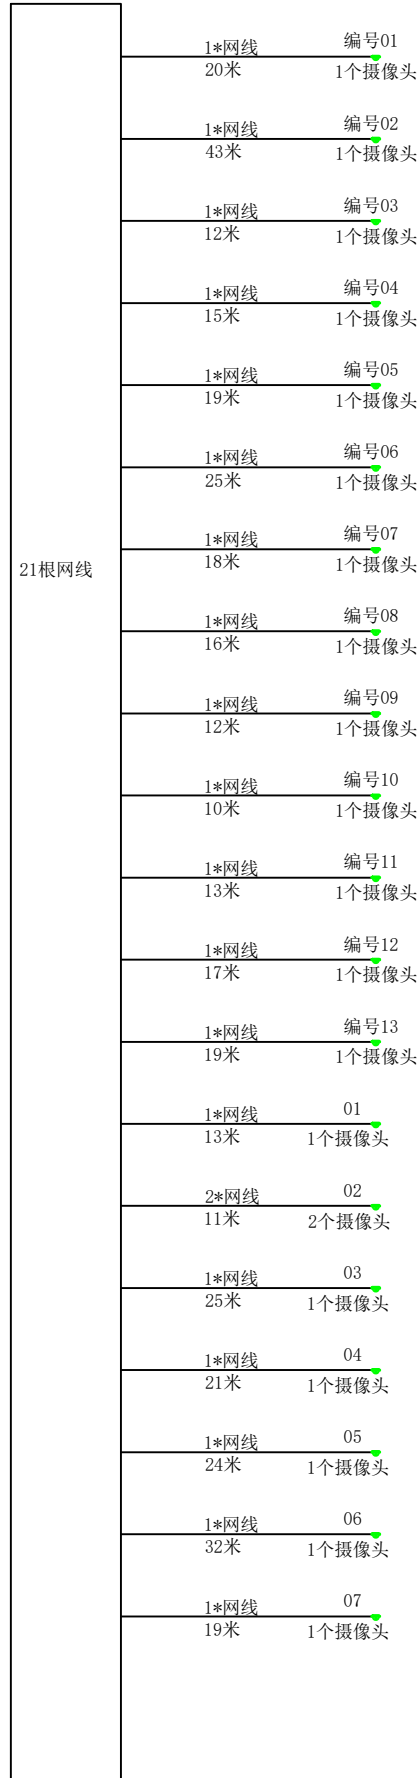 1*网线
编号01
20米
1个摄像头
1*网线
编号02
43米
1个摄像头
1*网线
编号03
12米
1个摄像头
1*网线
编号04
15米
1个摄像头
1*网线
编号05
19米
1个摄像头
1*网线
编号06
25米
1个摄像头
1*网线
编号07
18米
1个摄像头
21根网线
1*网线
编号08
16米
1个摄像头
1*网线
编号09
12米
1个摄像头
1*网线
编号10
10米
1个摄像头
1*网线
编号11
13米
1个摄像头
1*网线
编号12
17米
1个摄像头
1*网线
编号13
19米
1个摄像头
1*网线
01
13米
1个摄像头
2*网线
02
11米
2个摄像头
1*网线
03
25米
1个摄像头
1*网线
04
21米
1个摄像头
1*网线
05
24米
1个摄像头
1*网线
06
32米
1个摄像头
1*网线
07
19米
1个摄像头